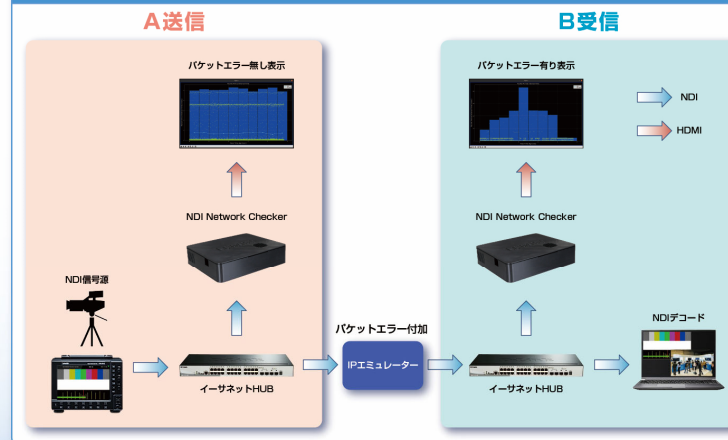 A送信
B受信
パケットエラー無し表示
パケットエラー有り表示
NDI
HDMI
NDI Network Checker
NDI Network Checker
NDI信号源
NDIデコード
パケットエラー付加
IPエミュレーター
イーサネットHUB
イーサネットHUB